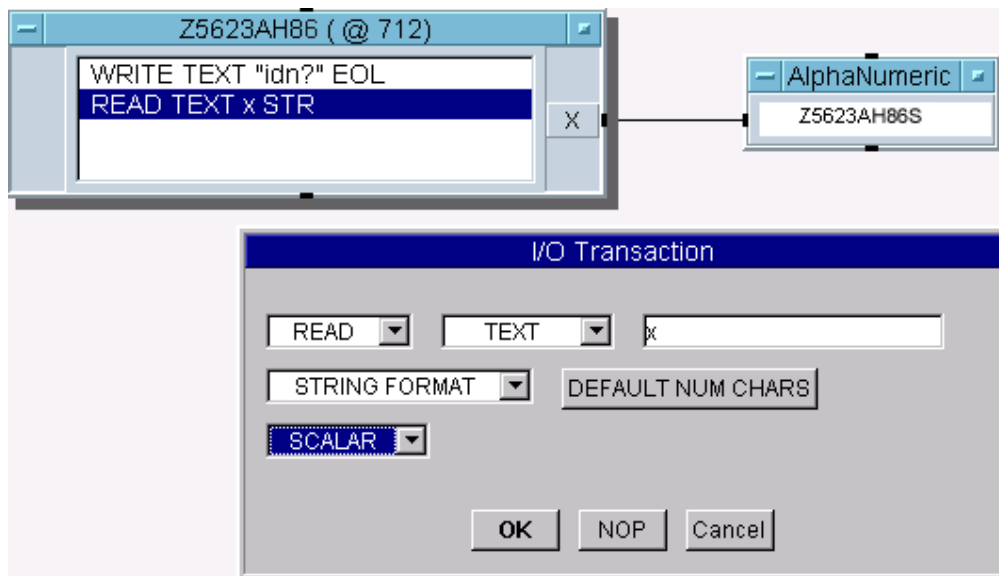 Z5623AH86 ( @ 712)
WRITE TEXT "idn?" EOL
READ TEXT x STR
X
AlphaNumeric
Z5623AH86S
I/O Transaction
READ TEXT x
STRING FORMAT DEFAULT NUM CHARS
SCALAR
OK NOP Cancel